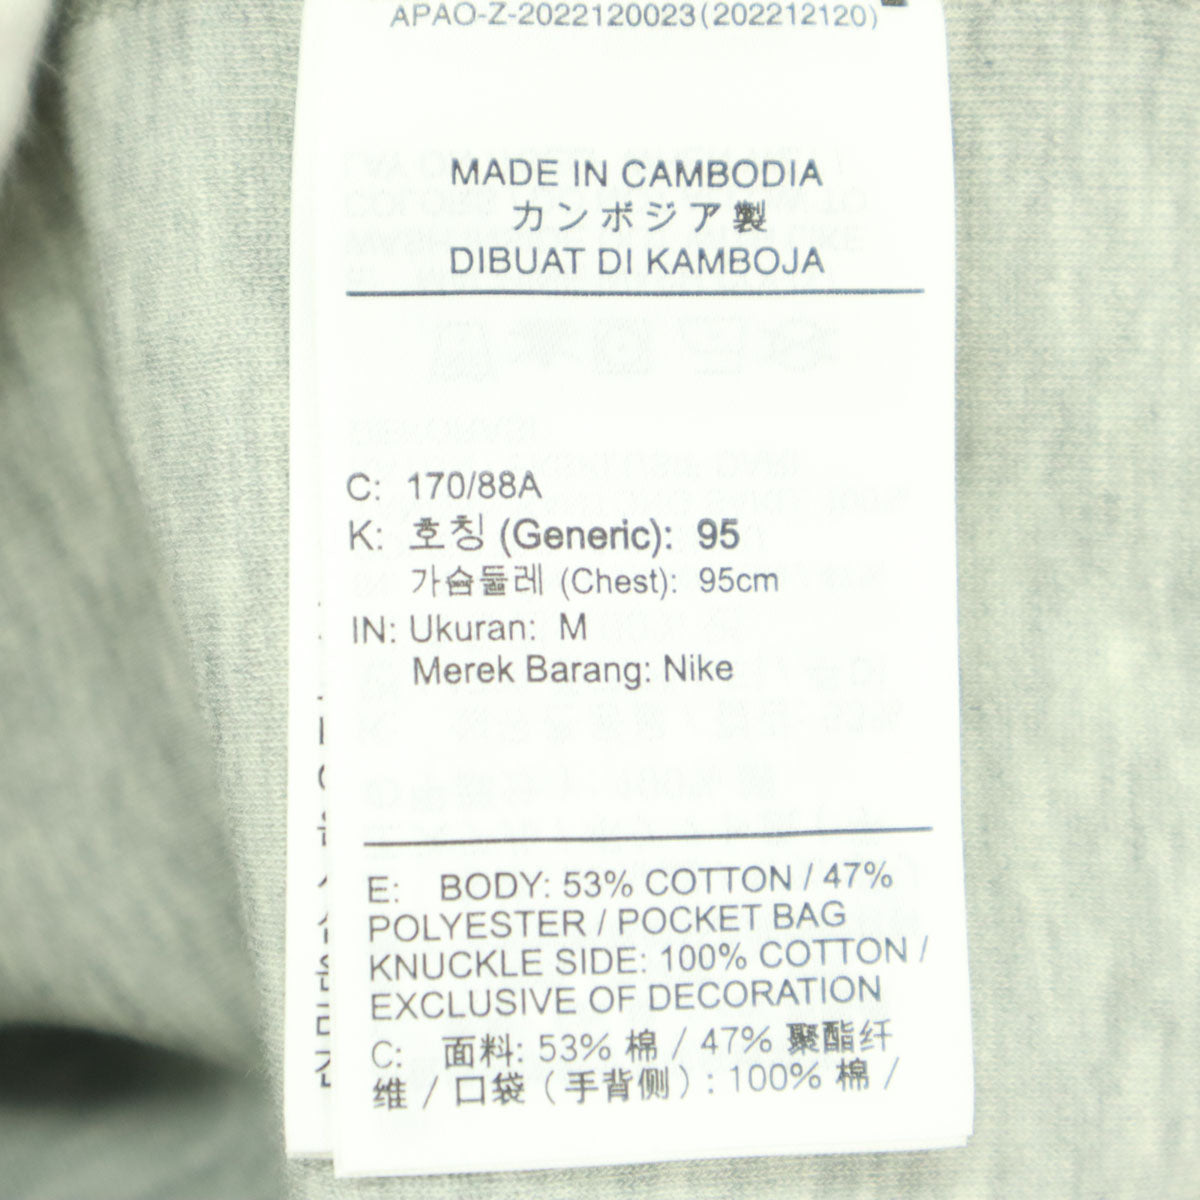 APAO-Z-2022120023(202212120)
MADE IN CAMBODIA
カンボジア製
DIBUAT DI KAMBOJA
C: 170/88A
K: 호칭 (Generic): 95
가슴둘레 (Chest): 95cm
IN: Ukuran: M
Merek Barang: Nike
E: BODY: 53% COTTON / 47%
POLYESTER / POCKET BAG
KNUCKLE SIDE: 100% COTTON /
EXCLUSIVE OF DECORATION
C: 面料: 53% 棉 / 47% 聚酯纤
维 / 口袋 (手背侧) : 100% 棉 /